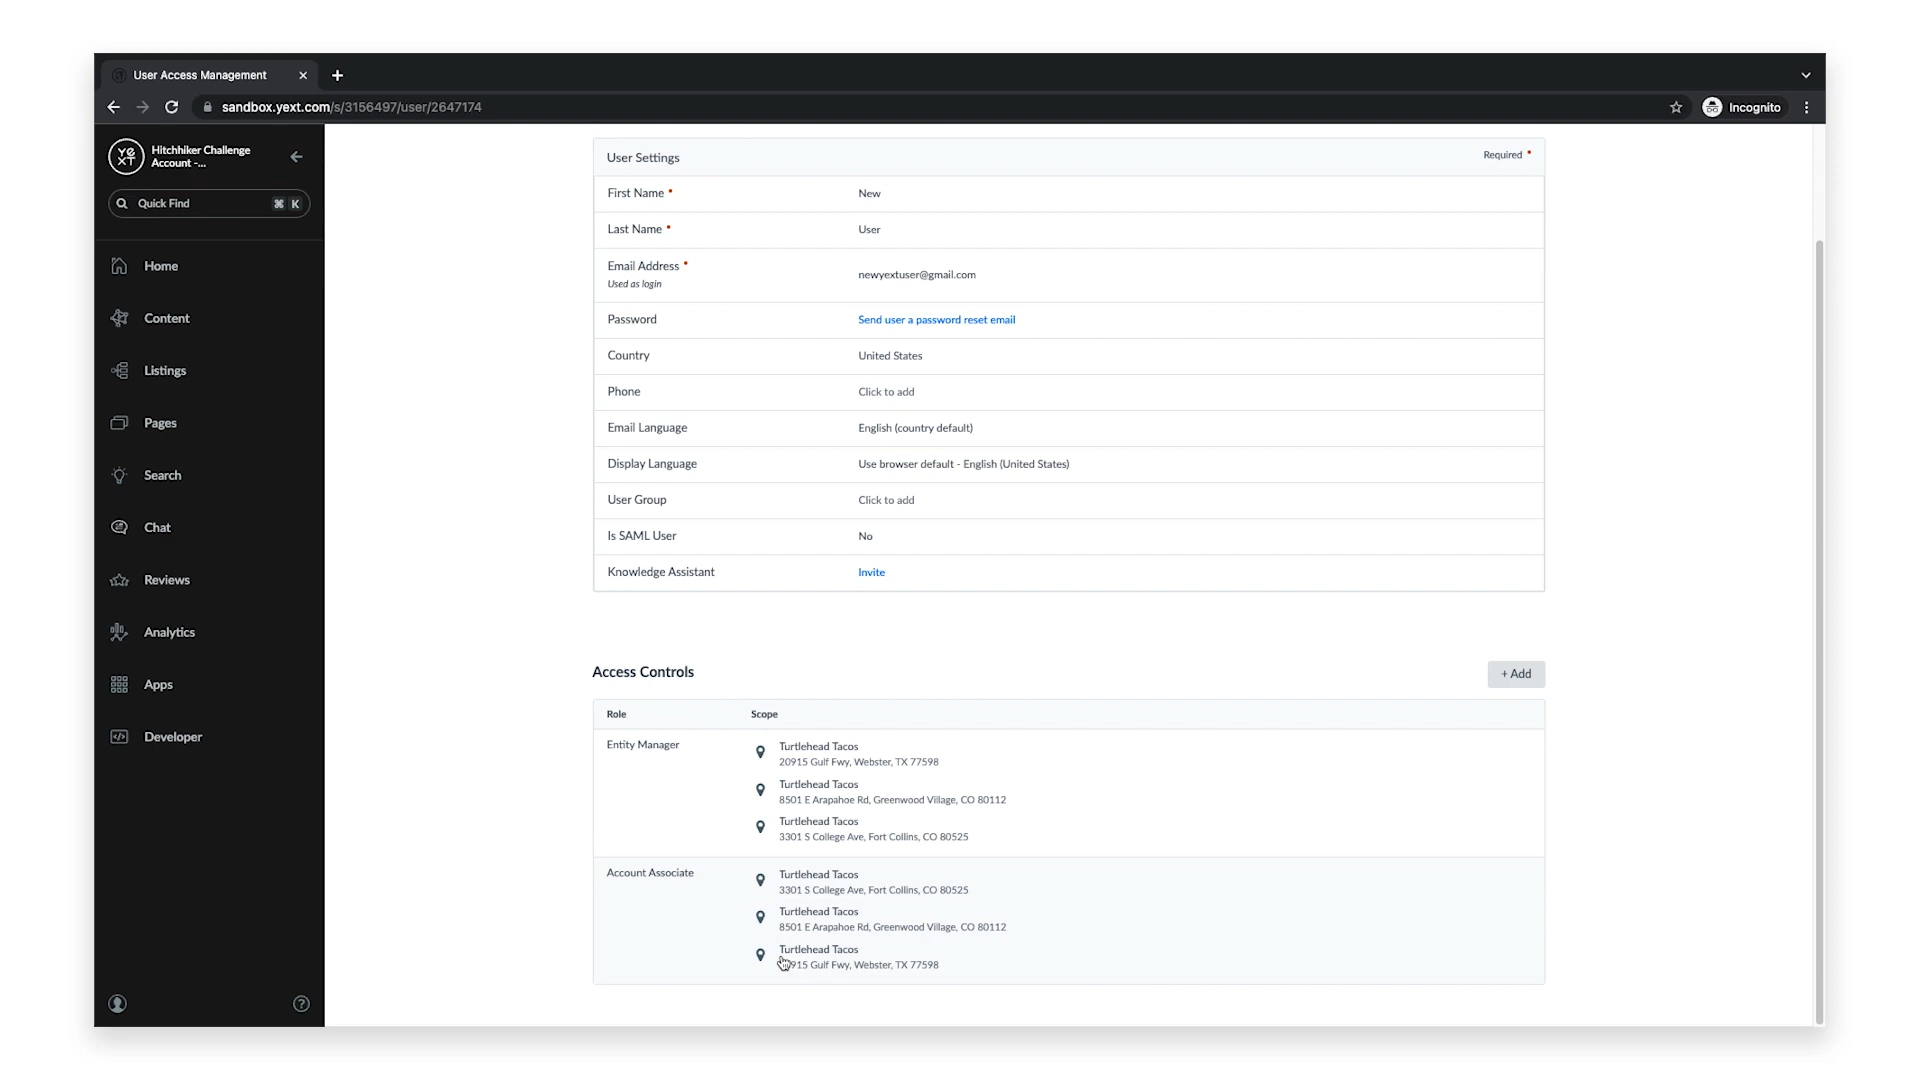 User Access Management
sandbox.yext.com/s/3156497/user/2647174
Incognito
yext
Hitchhiker Challenge
Account -...
Quick Find
⌘ K
Home
Content
Listings
Pages
Search
Chat
Reviews
Analytics
Apps
Developer
User Settings
Required *
First Name *
New
Last Name *
User
Email Address *
Used as login
newyextuser@gmail.com
Password
Send user a password reset email
Country
United States
Phone
Click to add
Email Language
English (country default)
Display Language
Use browser default - English (United States)
User Group
Click to add
Is SAML User
No
Knowledge Assistant
Invite
Access Controls
+ Add
Role
Scope
Entity Manager
Turtlehead Tacos
20915 Gulf Fwy, Webster, TX 77598
Turtlehead Tacos
8501 E Arapahoe Rd, Greenwood Village, CO 80112
Turtlehead Tacos
3301 S College Ave, Fort Collins, CO 80525
Account Associate
Turtlehead Tacos
3301 S College Ave, Fort Collins, CO 80525
Turtlehead Tacos
8501 E Arapahoe Rd, Greenwood Village, CO 80112
Turtlehead Tacos
915 Gulf Fwy, Webster, TX 77598